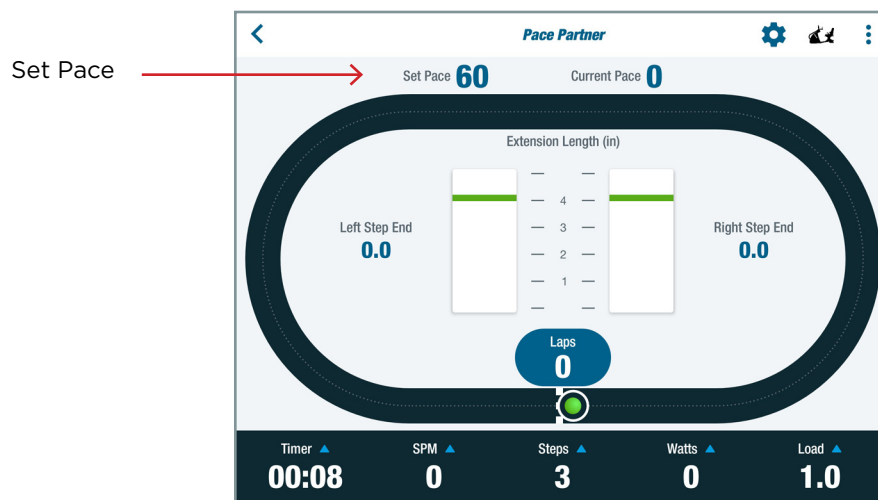 Pace Partner
Set Pace
Set Pace 60 Current Pace 0
Extension Length (in)
4
3
2
1
Left Step End
0.0
Right Step End
0.0
Laps
0
Timer SPM Steps Watts Load
00:08 0 3 0 1.0